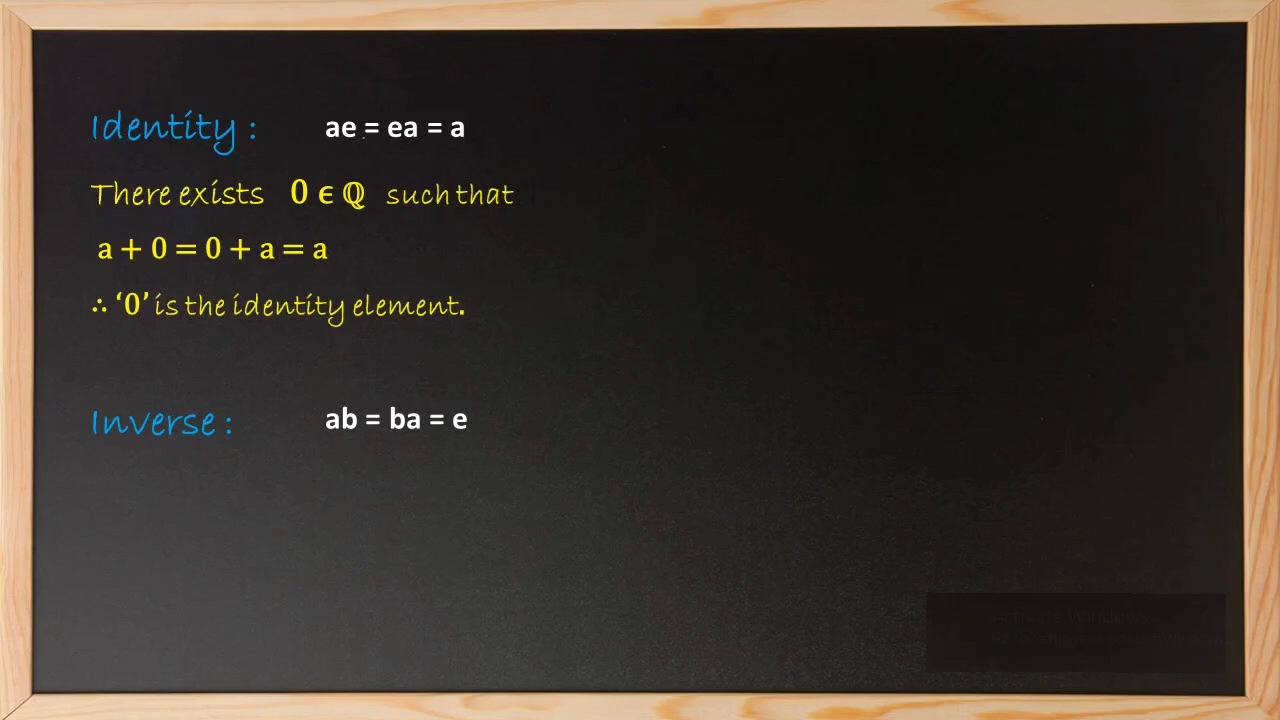 Identity : ae = ea = a
There exists 0 ϵ ℚ such that
a + 0 = 0 + a = a
∴ ‘0’ is the identity element.
Inverse : ab = ba = e